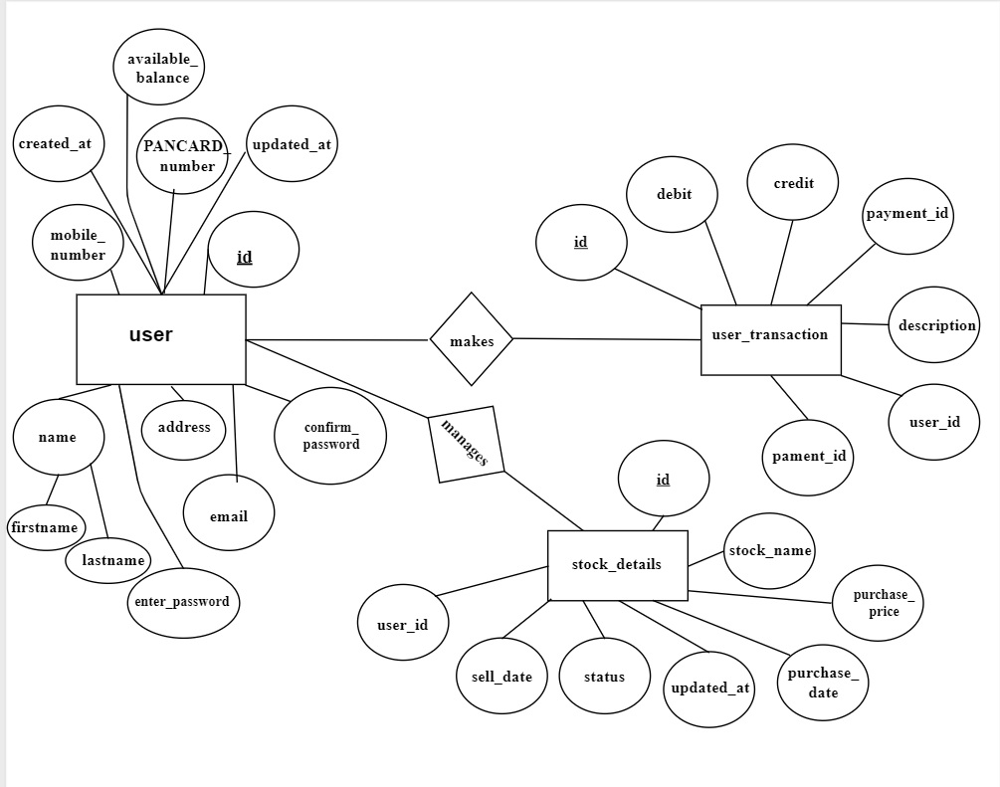 available_
balance
created_at
PANCARD_
number
updated_at
mobile_
number
id
user
name
address
confirm_
password
firstname
lastname
email
enter_password
makes
manages
id
debit
credit
payment_id
user_transaction
description
user_id
pament_id
id
stock_details
stock_name
purchase_
price
user_id
sell_date
status
updated_at
purchase_
date